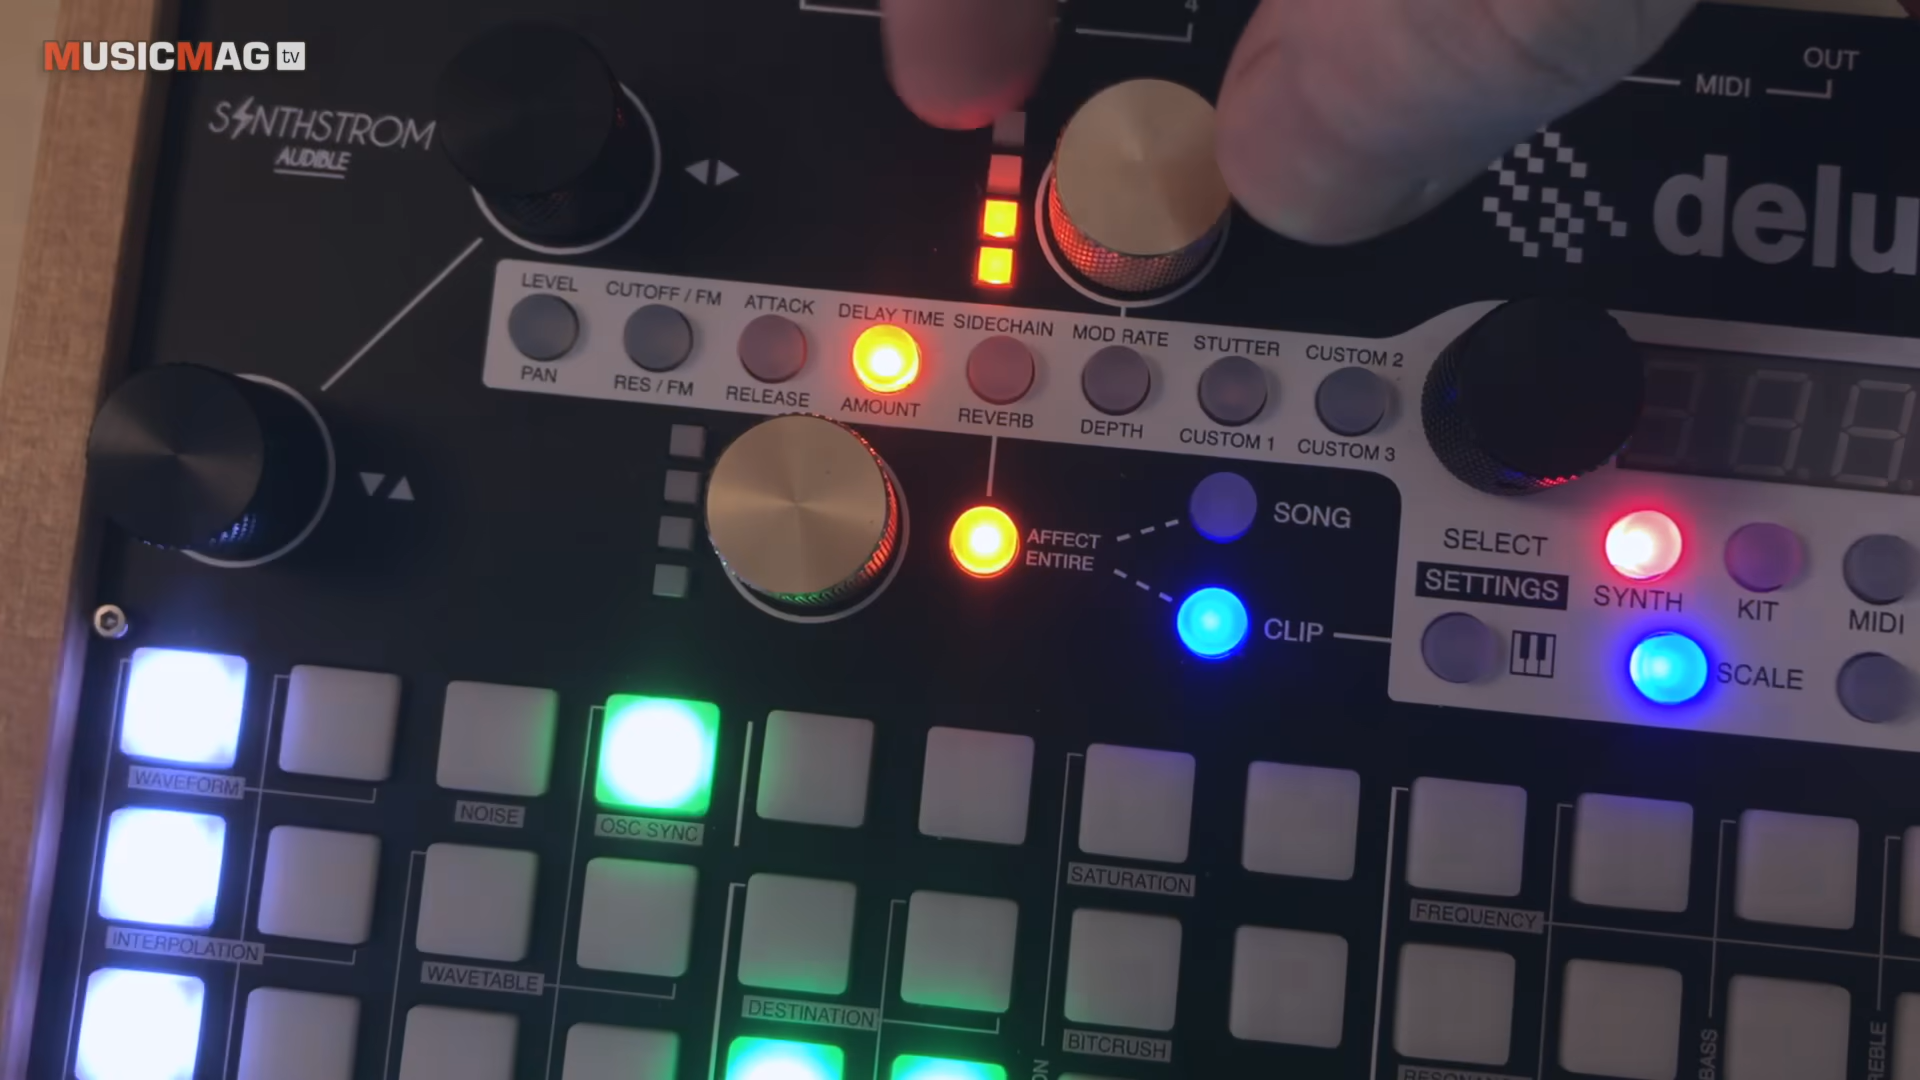 MUSICMAG tv
SYNTHSTROM
AUDIBLE
4
OUT
MIDI
delu
LEVEL
CUTOFF / FM
ATTACK
DELAY TIME
SIDECHAIN
MOD RATE
STUTTER
CUSTOM 2
PAN
RES / FM
RELEASE
AMOUNT
REVERB
DEPTH
CUSTOM 1
CUSTOM 3
AFFECT
ENTIRE
SONG
CLIP
SELECT
SETTINGS
SYNTH
KIT
MIDI
SCALE
WAVEFORM
NOISE
OSC SYNC
SATURATION
FREQUENCY
INTERPOLATION
WAVETABLE
DESTINATION
BITCRUSH
BASS